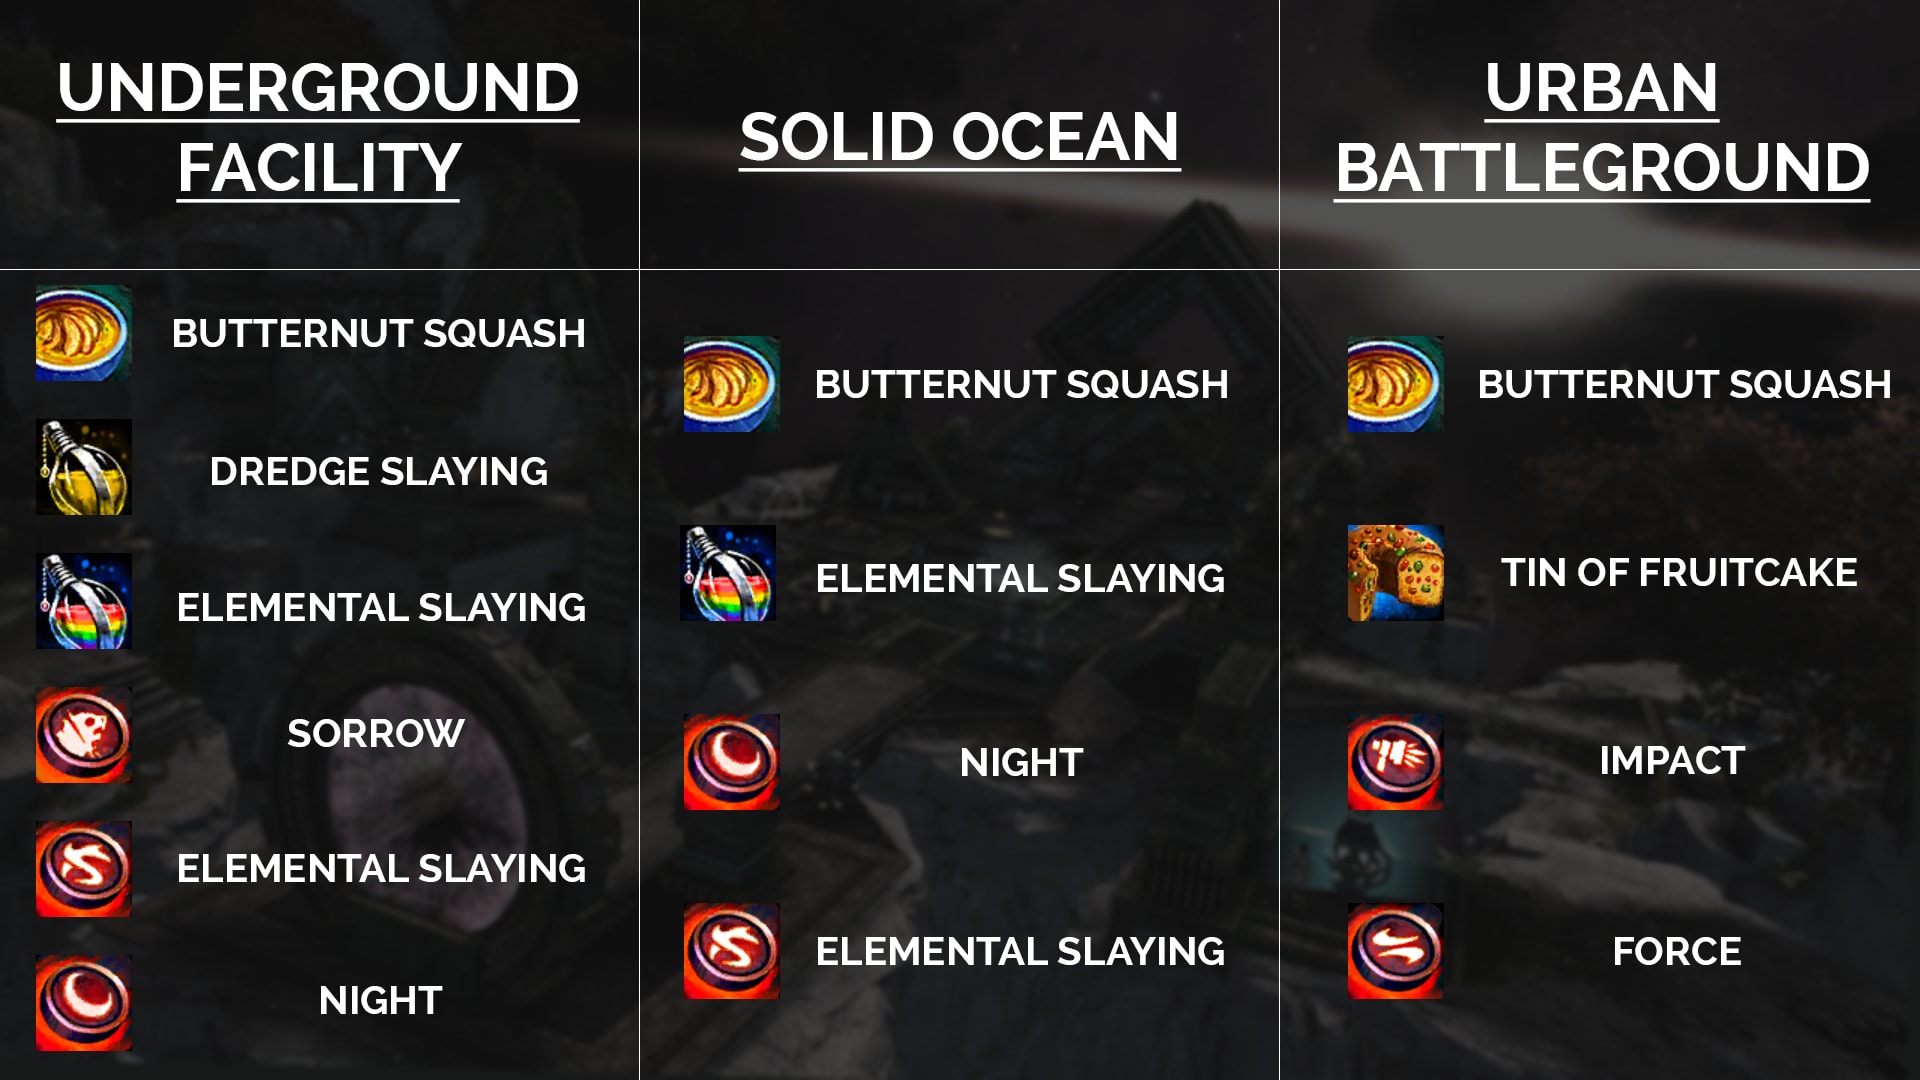 UNDERGROUND
FACILITY
BUTTERNUT SQUASH
DREDGE SLAYING
ELEMENTAL SLAYING
SORROW
ELEMENTAL SLAYING
NIGHT
SOLID OCEAN
BUTTERNUT SQUASH
ELEMENTAL SLAYING
NIGHT
ELEMENTAL SLAYING
URBAN
BATTLEGROUND
BUTTERNUT SQUASH
TIN OF FRUITCAKE
IMPACT
FORCE